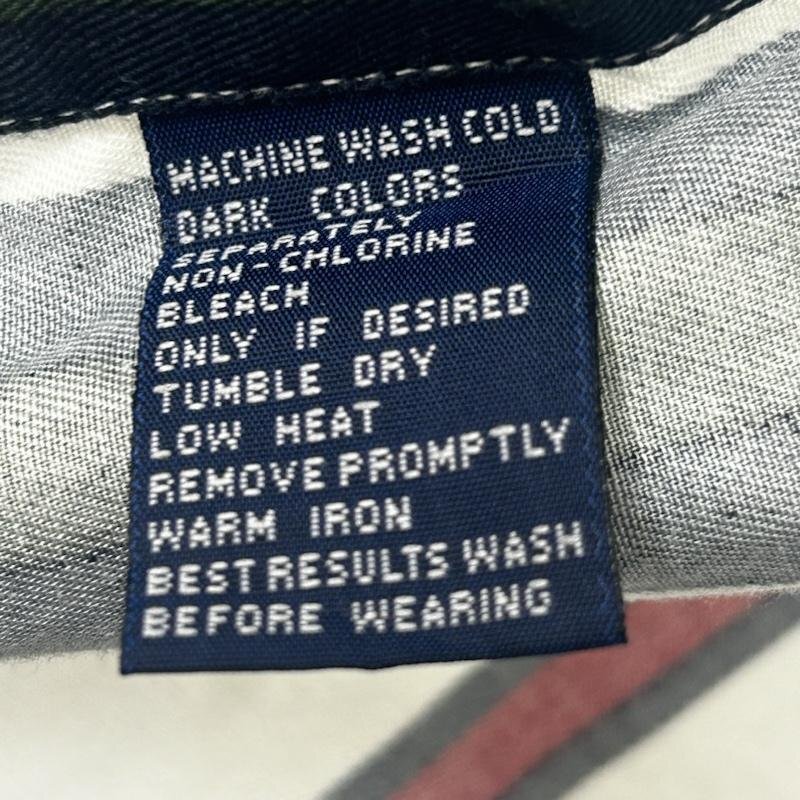 MACHINE WASH COLD
DARK COLORS
SEPARATELY
NON-CHLORINE
BLEACH
ONLY IF DESIRED
TUMBLE DRY
LOW HEAT
REMOVE PROMPTLY
WARM IRON
BEST RESULTS WASH
BEFORE WEARING